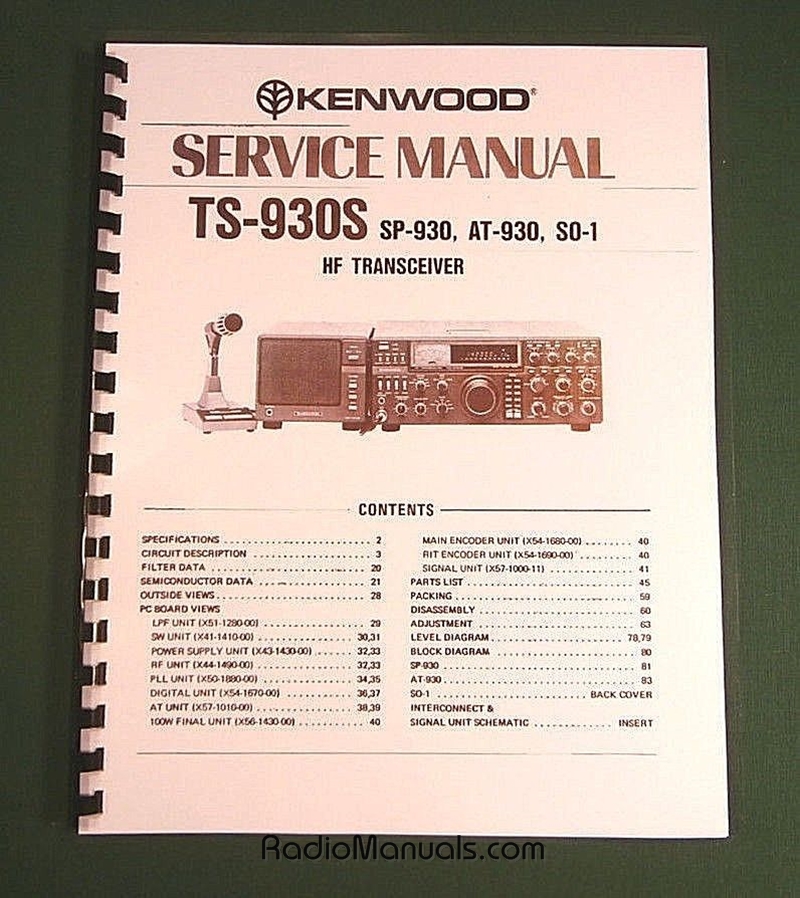 KENWOOD®
SERVICE MANUAL
TS-930S SP-930, AT-930, SO-1
HF TRANSCEIVER
CONTENTS
SPECIFICATIONS . . . . . . . . . . 2
CIRCUIT DESCRIPTION . . . . . . . . . . 3
FILTER DATA . . . . . . . . . . 20
SEMICONDUCTOR DATA . . . . . . . . . . 21
OUTSIDE VIEWS . . . . . . . . . . 28
PC BOARD VIEWS
LPF UNIT (X51-1280-00) . . . . . . . . . . 29
SW UNIT (X41-1410-00) . . . . . . . . . . 30,31
POWER SUPPLY UNIT (X43-1430-00) . . . . . . 32,33
RF UNIT (X44-1490-00) . . . . . . . . . . 32,33
PLL UNIT (X50-1880-00) . . . . . . . . . . 34,35
DIGITAL UNIT (X54-1670-00) . . . . . . . . . . 36,37
AT UNIT (X57-1010-00) . . . . . . . . . . 38,39
100W FINAL UNIT (X56-1430-00) . . . . . . . . . . 40
MAIN ENCODER UNIT (X54-1680-00) . . . . . . . . 40
RIT ENCODER UNIT (X54-1690-00) . . . . . . . . 40
SIGNAL UNIT (X57-1000-11) . . . . . . . . . . 41
PARTS LIST . . . . . . . . . . 45
PACKING . . . . . . . . . . 59
DISASSEMBLY . . . . . . . . . . 60
ADJUSTMENT . . . . . . . . . . 63
LEVEL DIAGRAM . . . . . . . . . . 78,79
BLOCK DIAGRAM . . . . . . . . . . 80
SP-930 . . . . . . . . . . 81
AT-930 . . . . . . . . . . 83
SO-1 . . . . . . . . . . BACK COVER
INTERCONNECT &
SIGNAL UNIT SCHEMATIC . . . . . . . . . . INSERT
RadioManuals.com